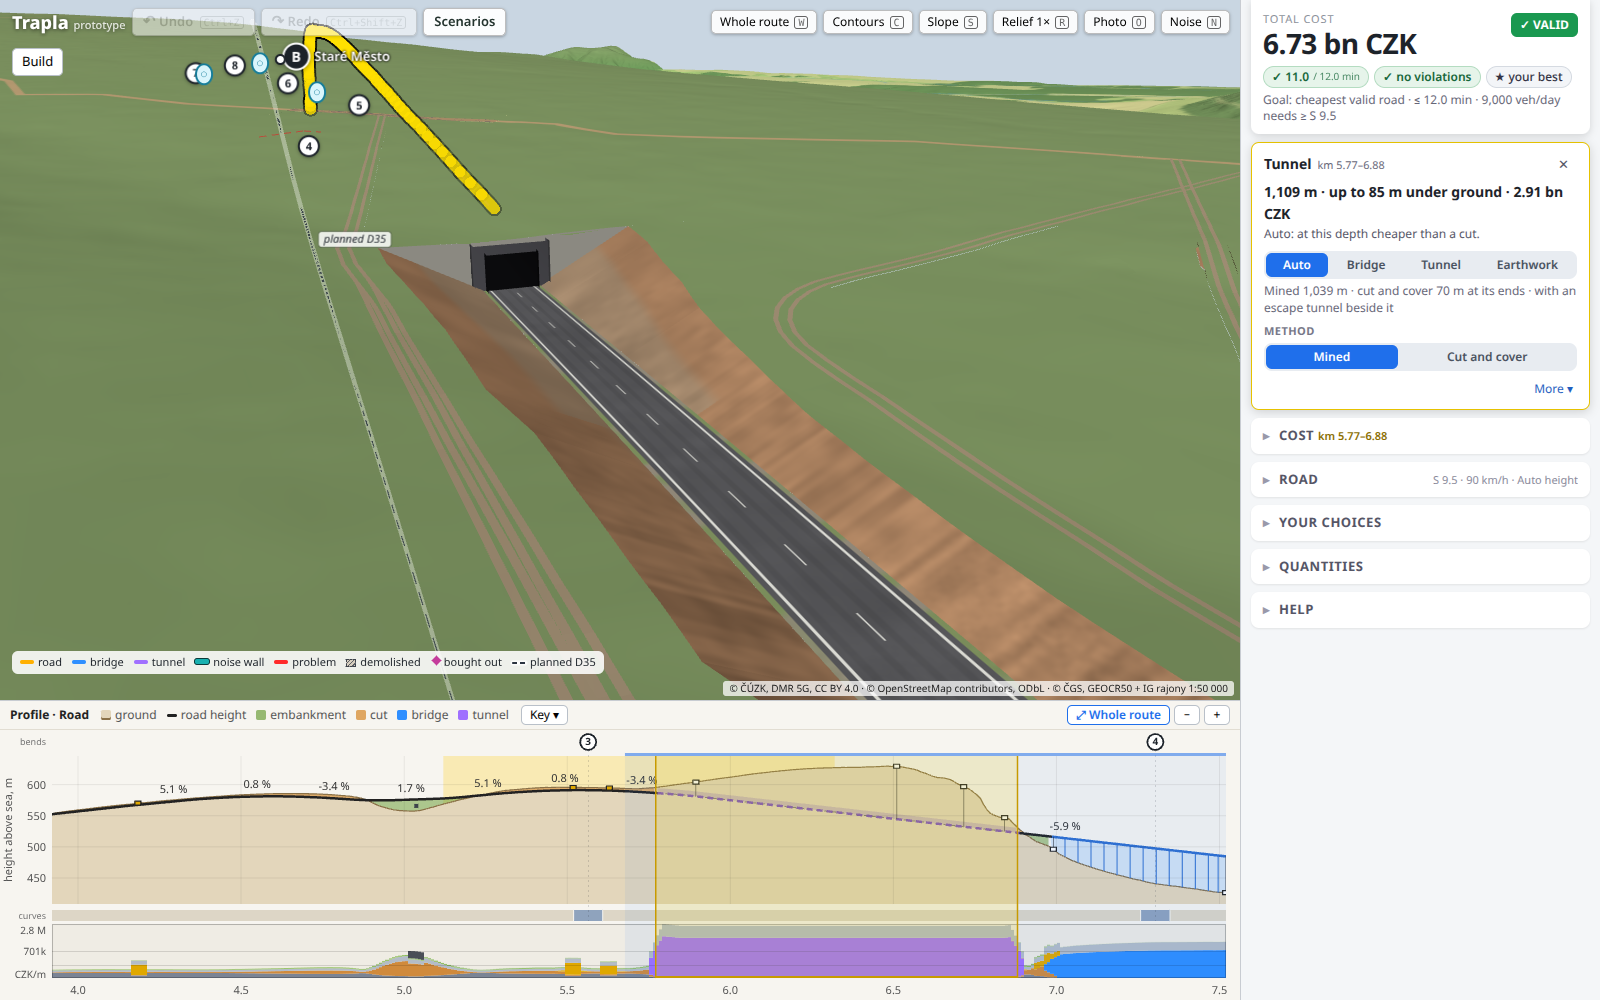 Trapla prototype
↶ Undo Ctrl+Z
↷ Redo Ctrl+Shift+Z
Scenarios
Whole route W
Contours C
Slope S
Relief 1× R
Photo O
Noise N
Build
8
B
Staré Město
6
5
4
planned D35
road
bridge
tunnel
noise wall
problem
demolished
bought out
planned D35
© ČÚZK, DMR 5G, CC BY 4.0 · © OpenStreetMap contributors, ODbL · © ČGS, GEOCR50 + IG rajony 1:50 000
TOTAL COST
6.73 bn CZK
✓ VALID
✓ 11.0 / 12.0 min
✓ no violations
★ your best
Goal: cheapest valid road · ≤ 12.0 min · 9,000 veh/day
needs ≥ S 9.5
Tunnel km 5.77–6.88
✕
1,109 m · up to 85 m under ground · 2.91 bn
CZK
Auto: at this depth cheaper than a cut.
Auto
Bridge
Tunnel
Earthwork
Mined 1,039 m · cut and cover 70 m at its ends · with an
escape tunnel beside it
METHOD
Mined
Cut and cover
More ▾
▶ COST km 5.77–6.88
▶ ROAD S 9.5 · 90 km/h · Auto height
▶ YOUR CHOICES
▶ QUANTITIES
▶ HELP
Profile · Road
ground
road height
embankment
cut
bridge
tunnel
Key ▾
⤢ Whole route
−
+
bends
3
4
height above sea, m
600
550
500
450
5.1 %
0.8 %
-3.4 %
1.7 %
5.1 %
0.8 %
-3.4 %
-5.9 %
curves
2.8 M
701k
CZK/m
4.0
4.5
5.0
5.5
6.0
6.5
7.0
7.5